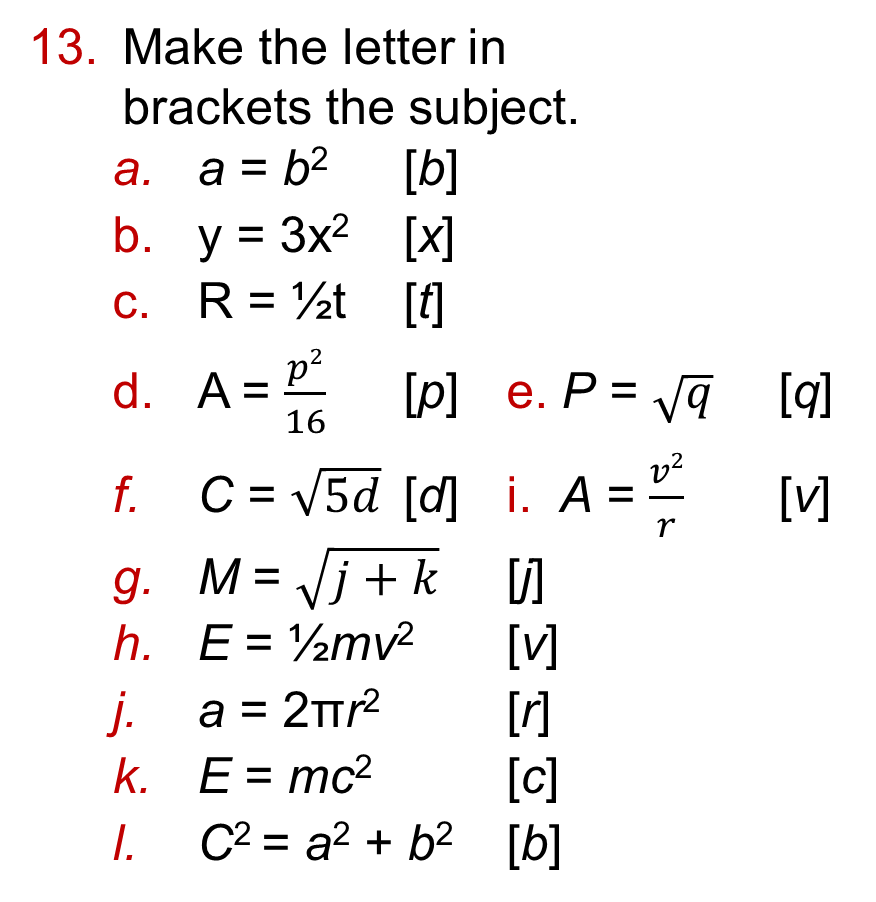 13. Make the letter in
brackets the subject.
a. a = b² [b]
b. y = 3x² [x]
c. R = ½t [t]
d. A = p²/16 [p] e. P = √q [q]
f. C = √5d [d] i. A = v²/r [v]
g. M = √j + k [j]
h. E = ½mv² [v]
j. a = 2πr² [r]
k. E = mc² [c]
l. C² = a² + b² [b]